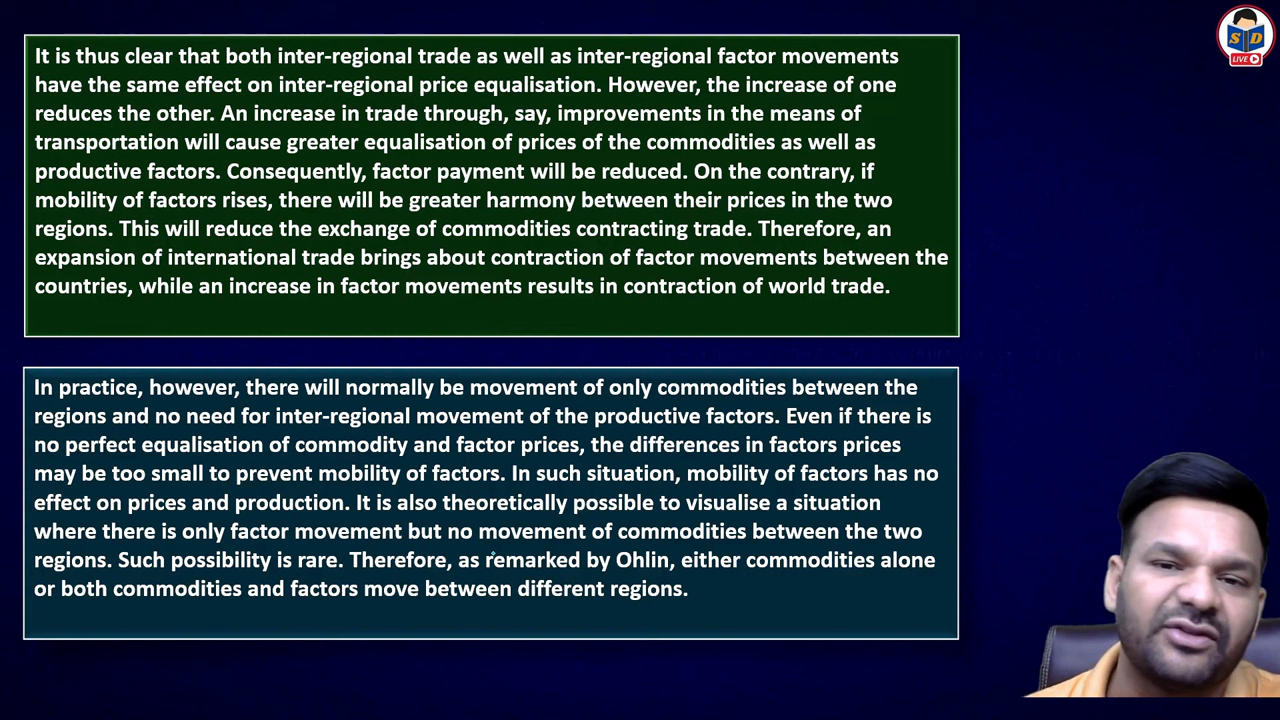 S D
LIVE
It is thus clear that both inter-regional trade as well as inter-regional factor movements
have the same effect on inter-regional price equalisation. However, the increase of one
reduces the other. An increase in trade through, say, improvements in the means of
transportation will cause greater equalisation of prices of the commodities as well as
productive factors. Consequently, factor payment will be reduced. On the contrary, if
mobility of factors rises, there will be greater harmony between their prices in the two
regions. This will reduce the exchange of commodities contracting trade. Therefore, an
expansion of international trade brings about contraction of factor movements between the
countries, while an increase in factor movements results in contraction of world trade.
In practice, however, there will normally be movement of only commodities between the
regions and no need for inter-regional movement of the productive factors. Even if there is
no perfect equalisation of commodity and factor prices, the differences in factors prices
may be too small to prevent mobility of factors. In such situation, mobility of factors has no
effect on prices and production. It is also theoretically possible to visualise a situation
where there is only factor movement but no movement of commodities between the two
regions. Such possibility is rare. Therefore, as remarked by Ohlin, either commodities alone
or both commodities and factors move between different regions.